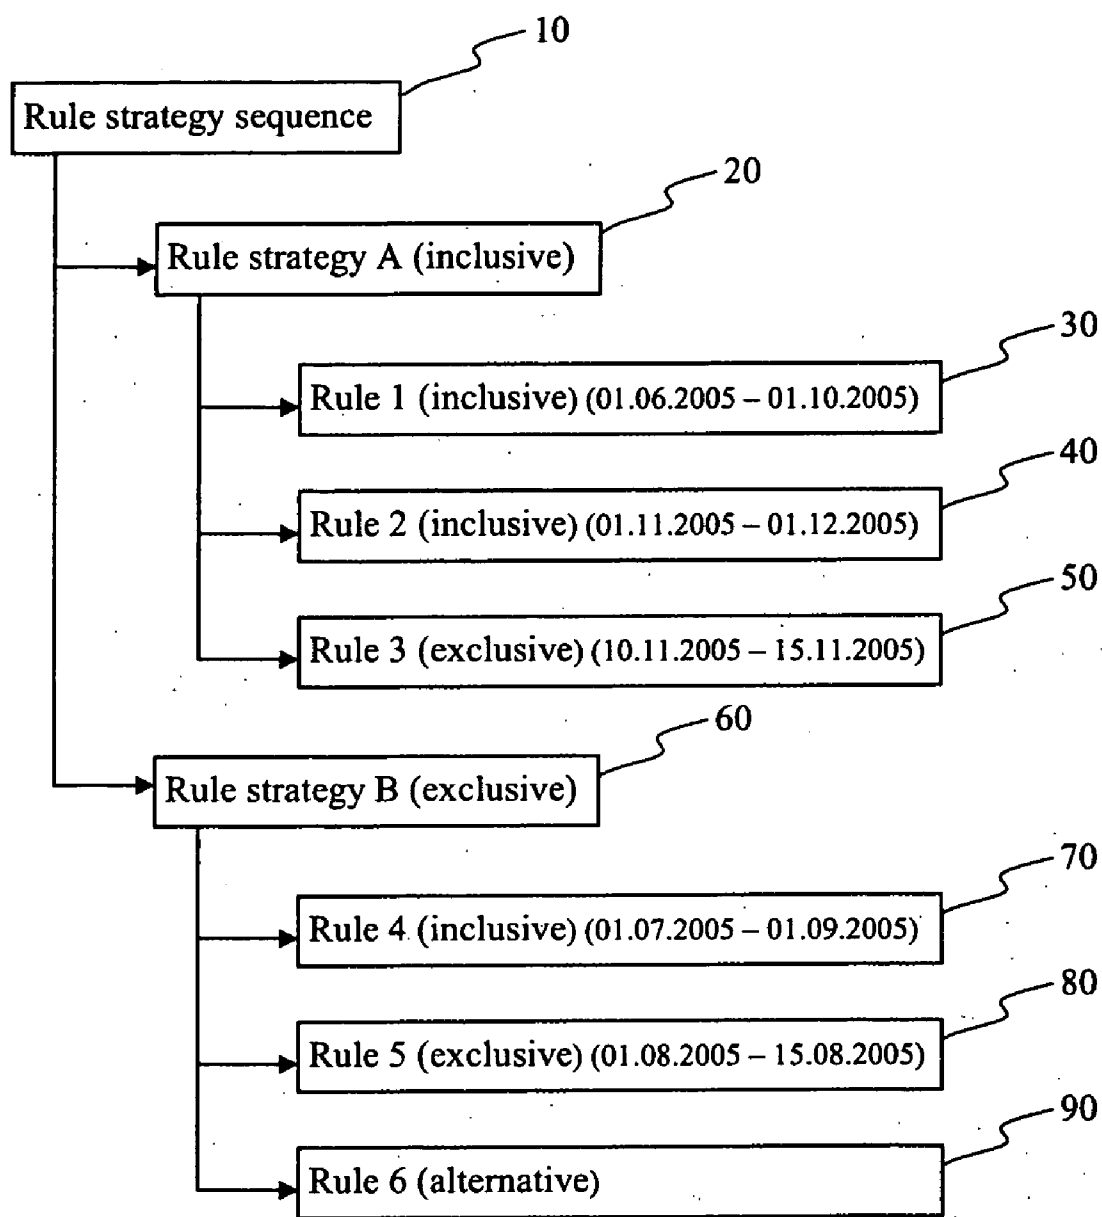 10
Rule strategy sequence
20
Rule strategy A (inclusive)
30
Rule 1 (inclusive) (01.06.2005 – 01.10.2005)
40
Rule 2 (inclusive) (01.11.2005 – 01.12.2005)
50
Rule 3 (exclusive) (10.11.2005 – 15.11.2005)
60
Rule strategy B (exclusive)
70
Rule 4 (inclusive) (01.07.2005 – 01.09.2005)
80
Rule 5 (exclusive) (01.08.2005 – 15.08.2005)
90
Rule 6 (alternative)